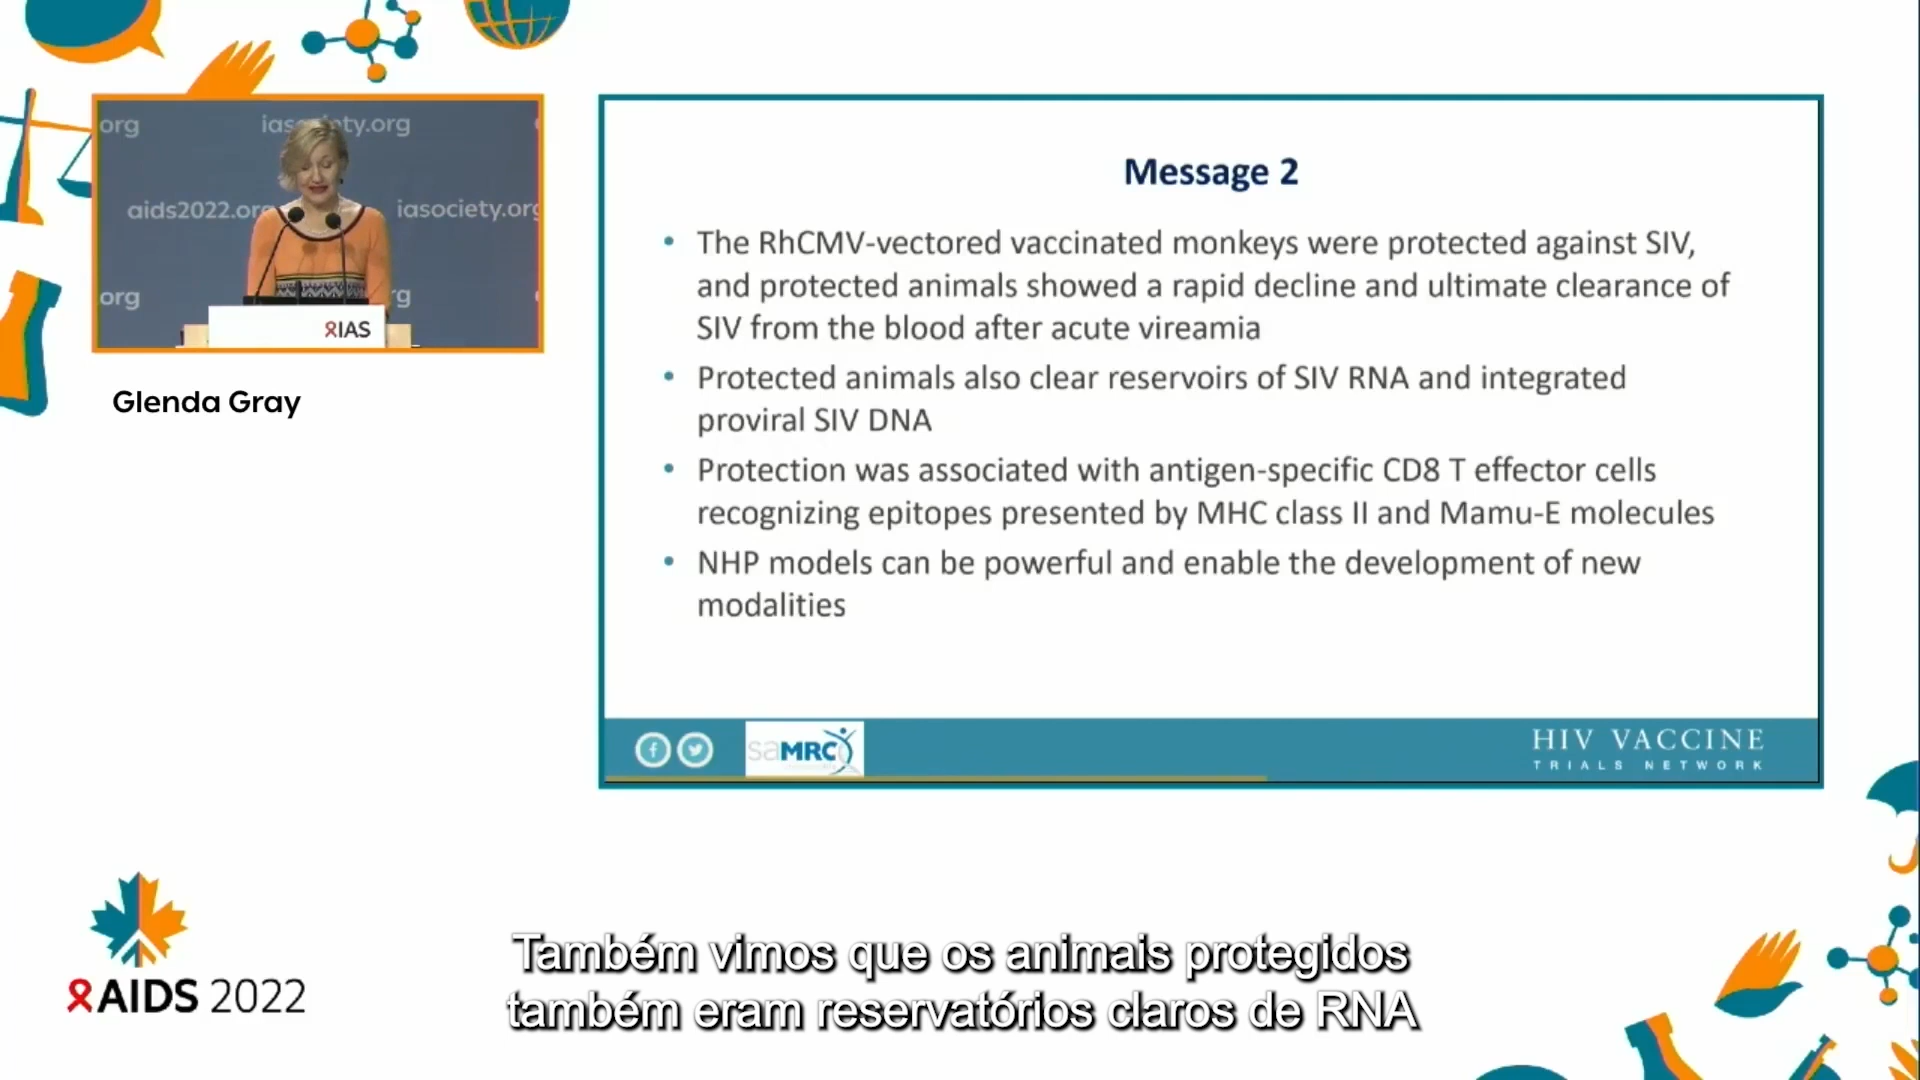 org
iasociety.org
aids2022.org
iasociety.org
org
rg
IAS
Glenda Gray
Message 2
• The RhCMV-vectored vaccinated monkeys were protected against SIV,
and protected animals showed a rapid decline and ultimate clearance of
SIV from the blood after acute vireamia
• Protected animals also clear reservoirs of SIV RNA and integrated
proviral SIV DNA
• Protection was associated with antigen-specific CD8 T effector cells
recognizing epitopes presented by MHC class II and Mamu-E molecules
• NHP models can be powerful and enable the development of new
modalities
saMRC
HIV VACCINE
TRIALS NETWORK
AIDS 2022
Também vimos que os animais protegidos
também eram reservatórios claros de RNA